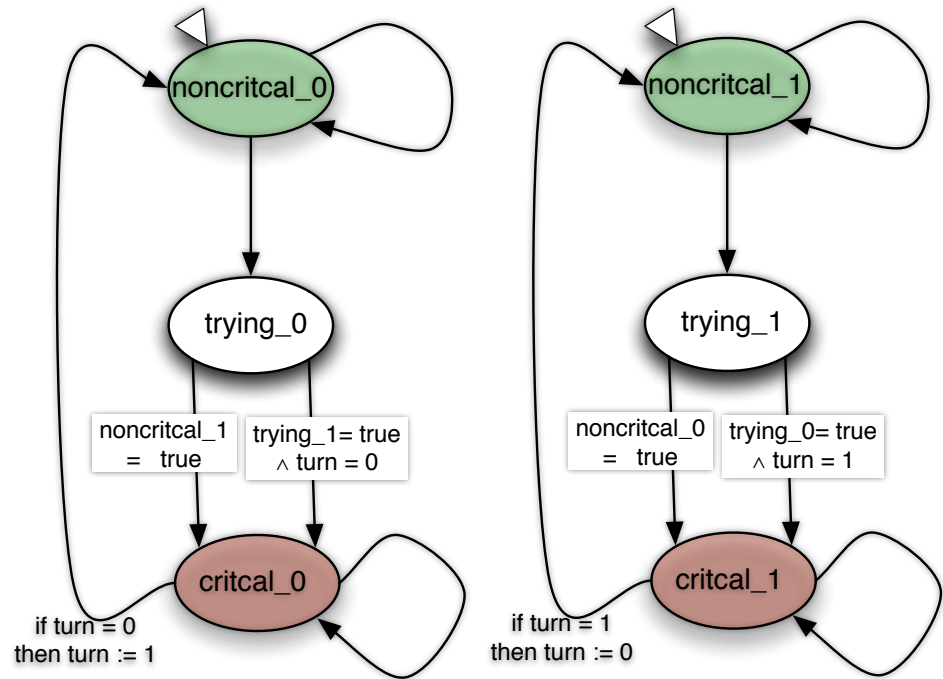 noncritcal_0
trying_0
noncritcal_1
= true
trying_1= true
∧ turn = 0
critcal_0
if turn = 0
then turn := 1
noncritcal_1
trying_1
noncritcal_0
= true
trying_0= true
∧ turn = 1
critcal_1
if turn = 1
then turn := 0